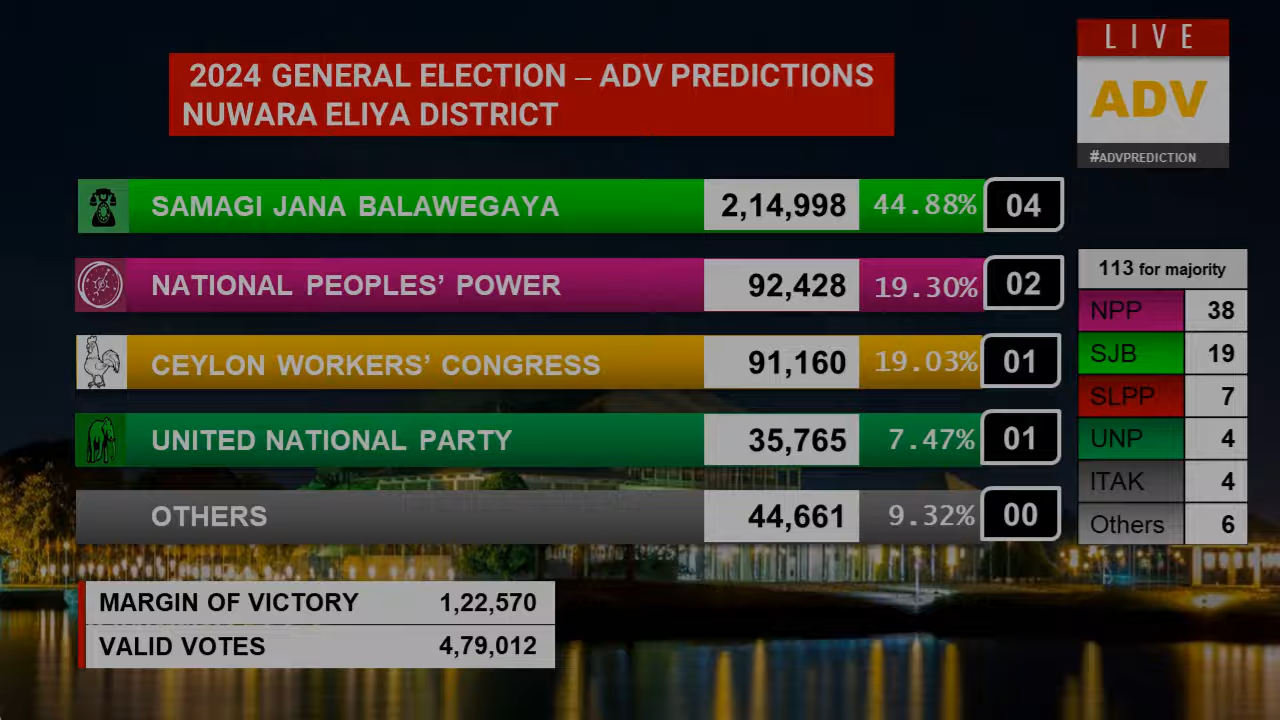 LIVE
ADV
#ADVPREDICTION
2024 GENERAL ELECTION – ADV PREDICTIONS
NUWARA ELIYA DISTRICT
SAMAGI JANA BALAWEGAYA 2,14,998 44.88% 04
NATIONAL PEOPLES’ POWER 92,428 19.30% 02
CEYLON WORKERS’ CONGRESS 91,160 19.03% 01
UNITED NATIONAL PARTY 35,765 7.47% 01
OTHERS 44,661 9.32% 00
113 for majority
NPP 38
SJB 19
SLPP 7
UNP 4
ITAK 4
Others 6
MARGIN OF VICTORY 1,22,570
VALID VOTES 4,79,012